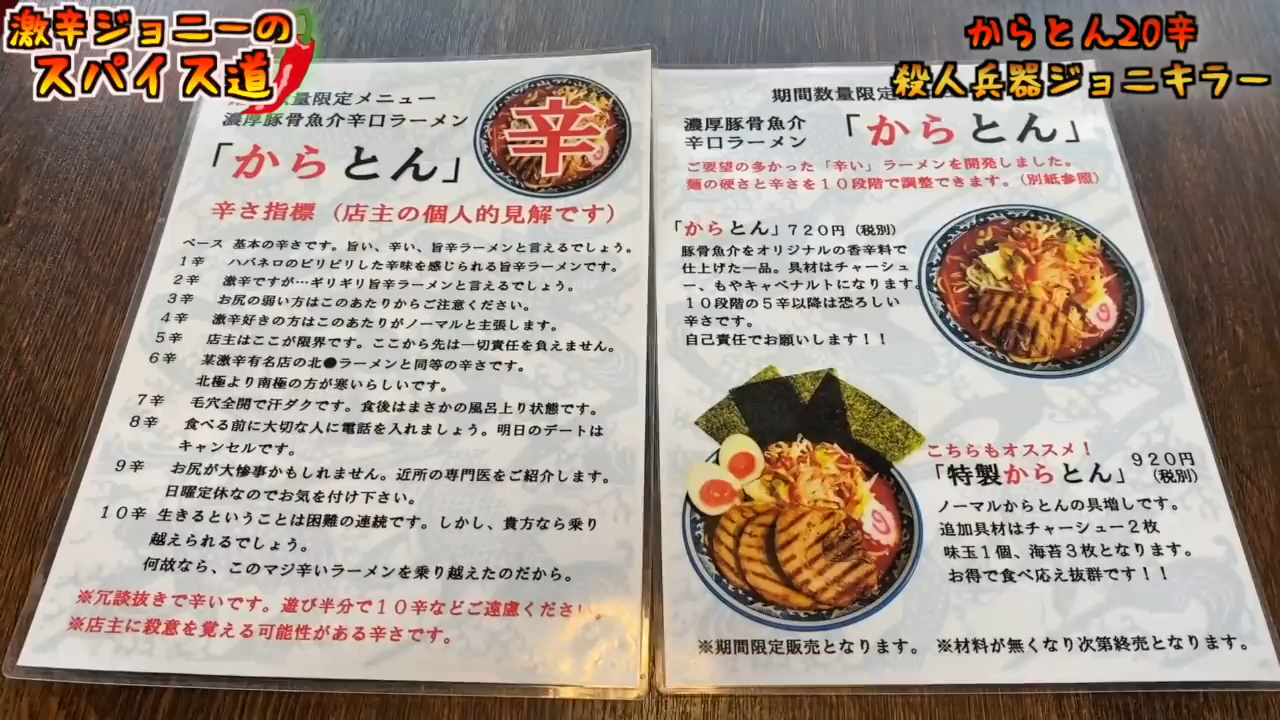 激辛ジョニーの
スパイス道
からとん20辛
殺人兵器ジョニキラー
数量限定メニュー
濃厚豚骨魚介辛口ラーメン
「からとん」
辛
辛さ指標（店主の個人的見解です）
ベース 基本の辛さです。旨い、辛い、旨辛ラーメンと言えるでしょう。
１辛 ハバネロのピリピリした辛味を感じられる旨辛ラーメンです。
２辛 激辛ですが…ギリギリ旨辛ラーメンと言えるでしょう。
３辛 お尻の弱い方はこのあたりからご注意ください。
４辛 激辛好きの方はこのあたりがノーマルと主張します。
５辛 店主はここが限界です。ここから先は一切責任を負えません。
６辛 某激辛有名店の北●ラーメンと同等の辛さです。
北極より南極の方が寒いらしいです。
７辛 毛穴全開で汗ダクです。食後はまさかの風呂上り状態です。
８辛 食べる前に大切な人に電話を入れましょう。明日のデートは
キャンセルです。
９辛 お尻が大惨事かもしれません。近所の専門医をご紹介します。
日曜定休なのでお気を付け下さい。
１０辛 生きるということは困難の連続です。しかし、貴方なら乗り
越えられるでしょう。
何故なら、このマジ辛いラーメンを乗り越えたのだから。
※冗談抜きで辛いです。遊び半分で１０辛などご遠慮ください。
※店主に殺意を覚える可能性がある辛さです。
期間数量限定
濃厚豚骨魚介
辛口ラーメン
「からとん」
ご要望の多かった「辛い」ラーメンを開発しました。
麺の硬さと辛さを１０段階で調整できます。（別紙参照）
「からとん」７２０円（税別）
豚骨魚介をオリジナルの香辛料で
仕上げた一品。具材はチャーシュ
ー、もやキャベナルトになります。
１０段階の５辛以降は恐ろしい
辛さです。
自己責任でお願いします！！
こちらもオススメ！
「特製からとん」 ９２０円
（税別）
ノーマルからとんの具増しです。
追加具材はチャーシュー２枚
味玉１個、海苔３枚となります。
お得で食べ応え抜群です！！
※期間限定販売となります。 ※材料が無くなり次第終売となります。